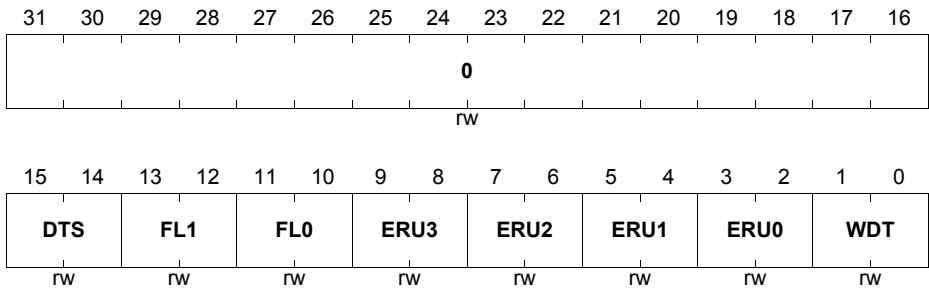 31 30 29 28 27 26 25 24 23 22 21 20 19 18 17 16
0
rw
15 14 13 12 11 10 9 8 7 6 5 4 3 2 1 0
DTS FL1 FL0 ERU3 ERU2 ERU1 ERU0 WDT
rw rw rw rw rw rw rw rw